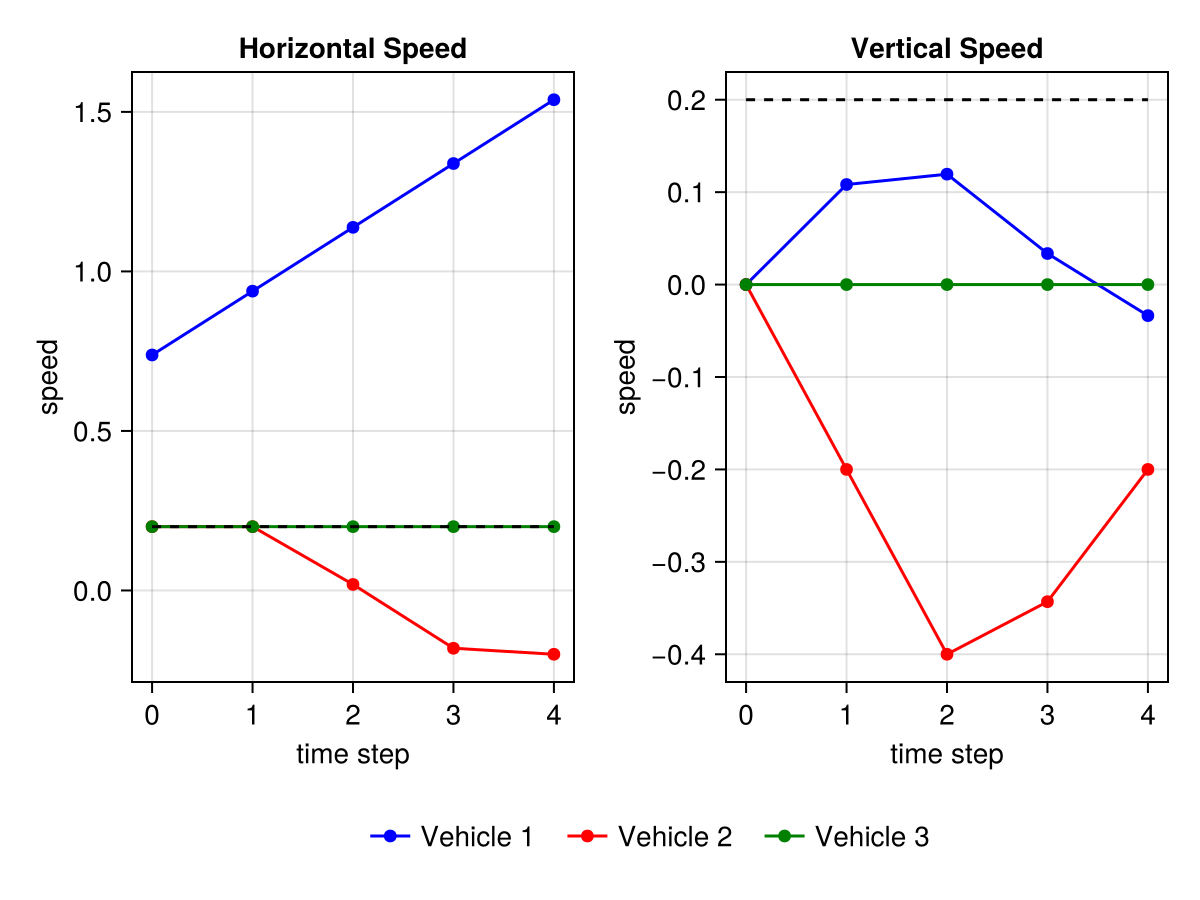 Horizontal Speed
1.5
1.0
0.5
0.0
speed
0 1 2 3 4
time step
Vertical Speed
0.2
0.1
0.0
−0.1
−0.2
−0.3
−0.4
speed
0 1 2 3 4
time step
Vehicle 1 Vehicle 2 Vehicle 3